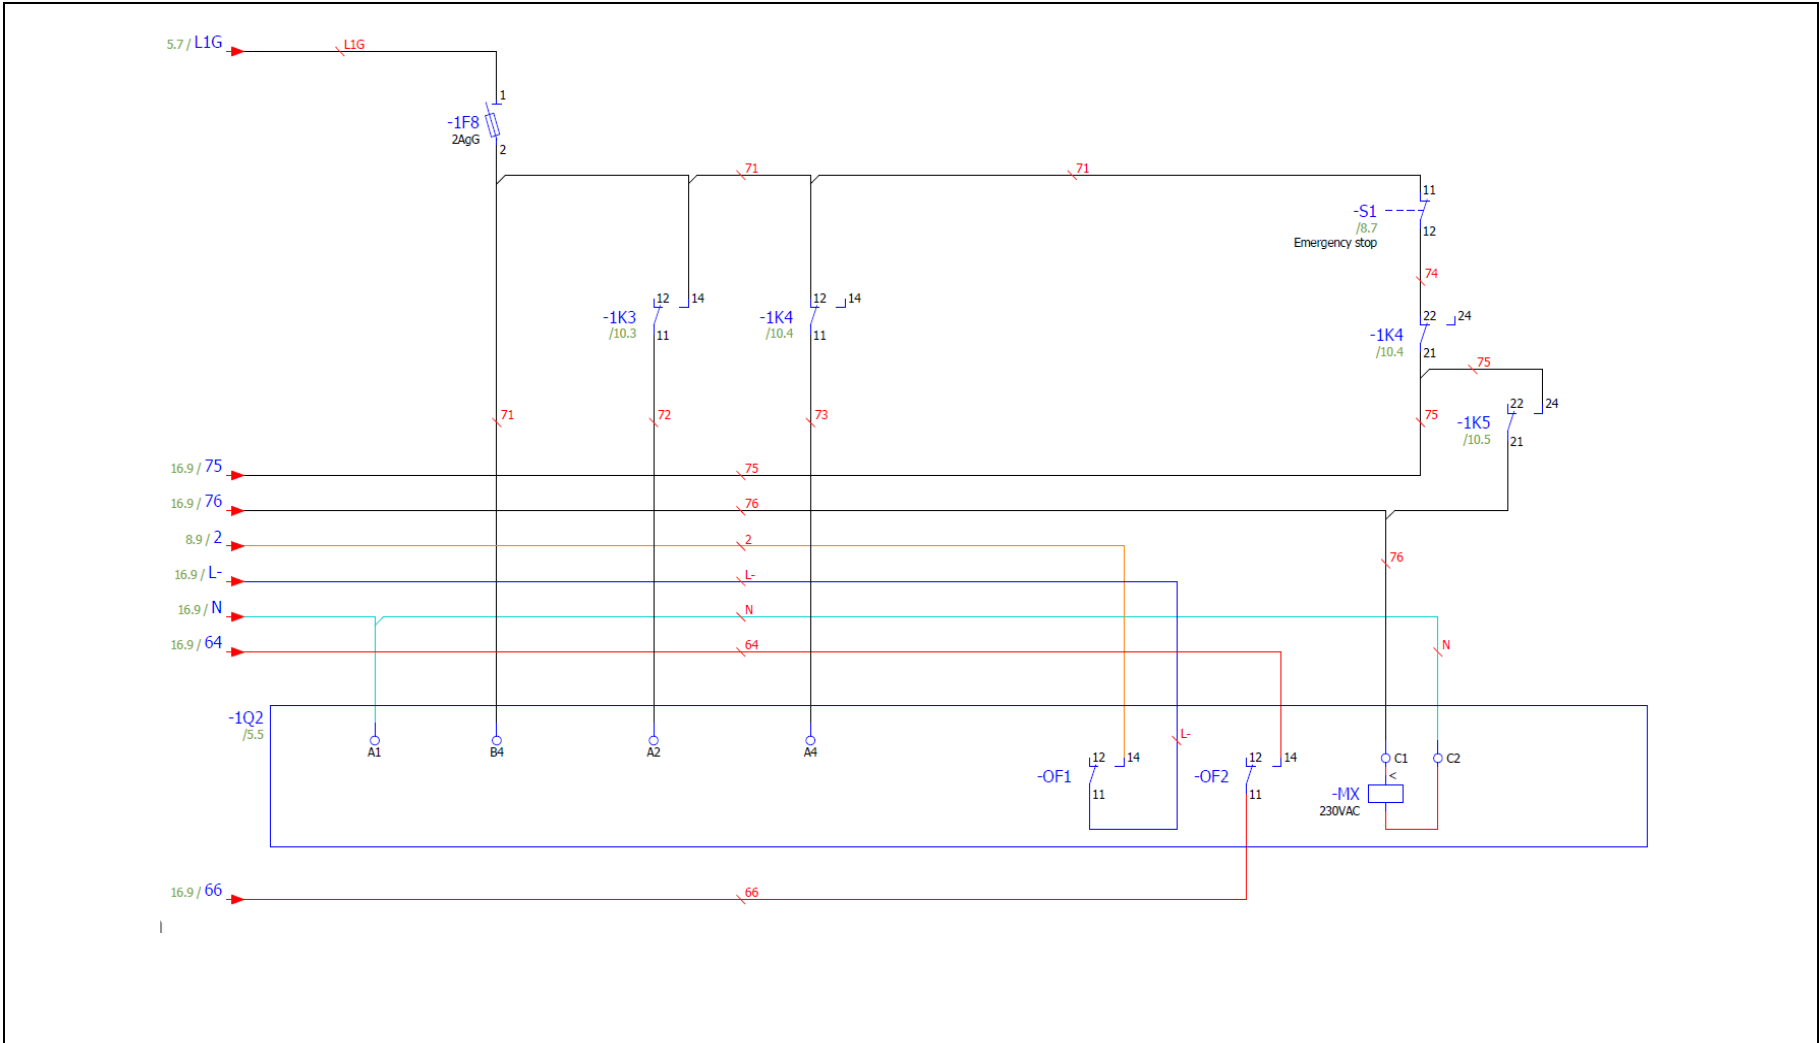 5.7 / L1G
L1G
1
-1F8
2AgG
2
71
71
11
-S1
/8.7
Emergency stop
12
74
12 14
-1K3
/10.3
11
12 14
-1K4
/10.4
11
22 24
-1K4
/10.4
21
75
22 24
-1K5
/10.5
21
71
72
73
75
16.9 / 75
75
16.9 / 76
76
8.9 / 2
2
76
16.9 / L-
L-
16.9 / N
N
16.9 / 64
64
N
-1Q2
/5.5
A1
B4
A2
A4
L-
12 14
-OF1
11
12 14
-OF2
11
C1
C2
<
-MX
230VAC
16.9 / 66
66